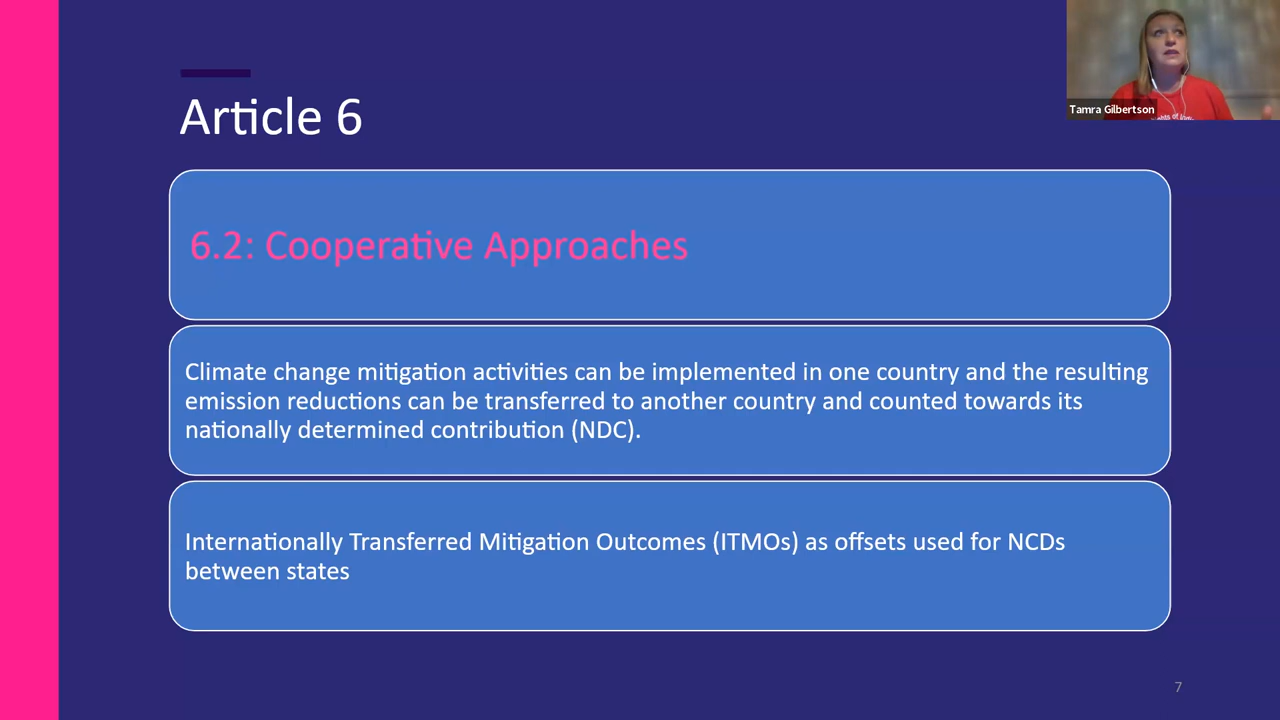 Article 6
Tamra Gilbertson
6.2: Cooperative Approaches
Climate change mitigation activities can be implemented in one country and the resulting
emission reductions can be transferred to another country and counted towards its
nationally determined contribution (NDC).
Internationally Transferred Mitigation Outcomes (ITMOs) as offsets used for NCDs
between states
7